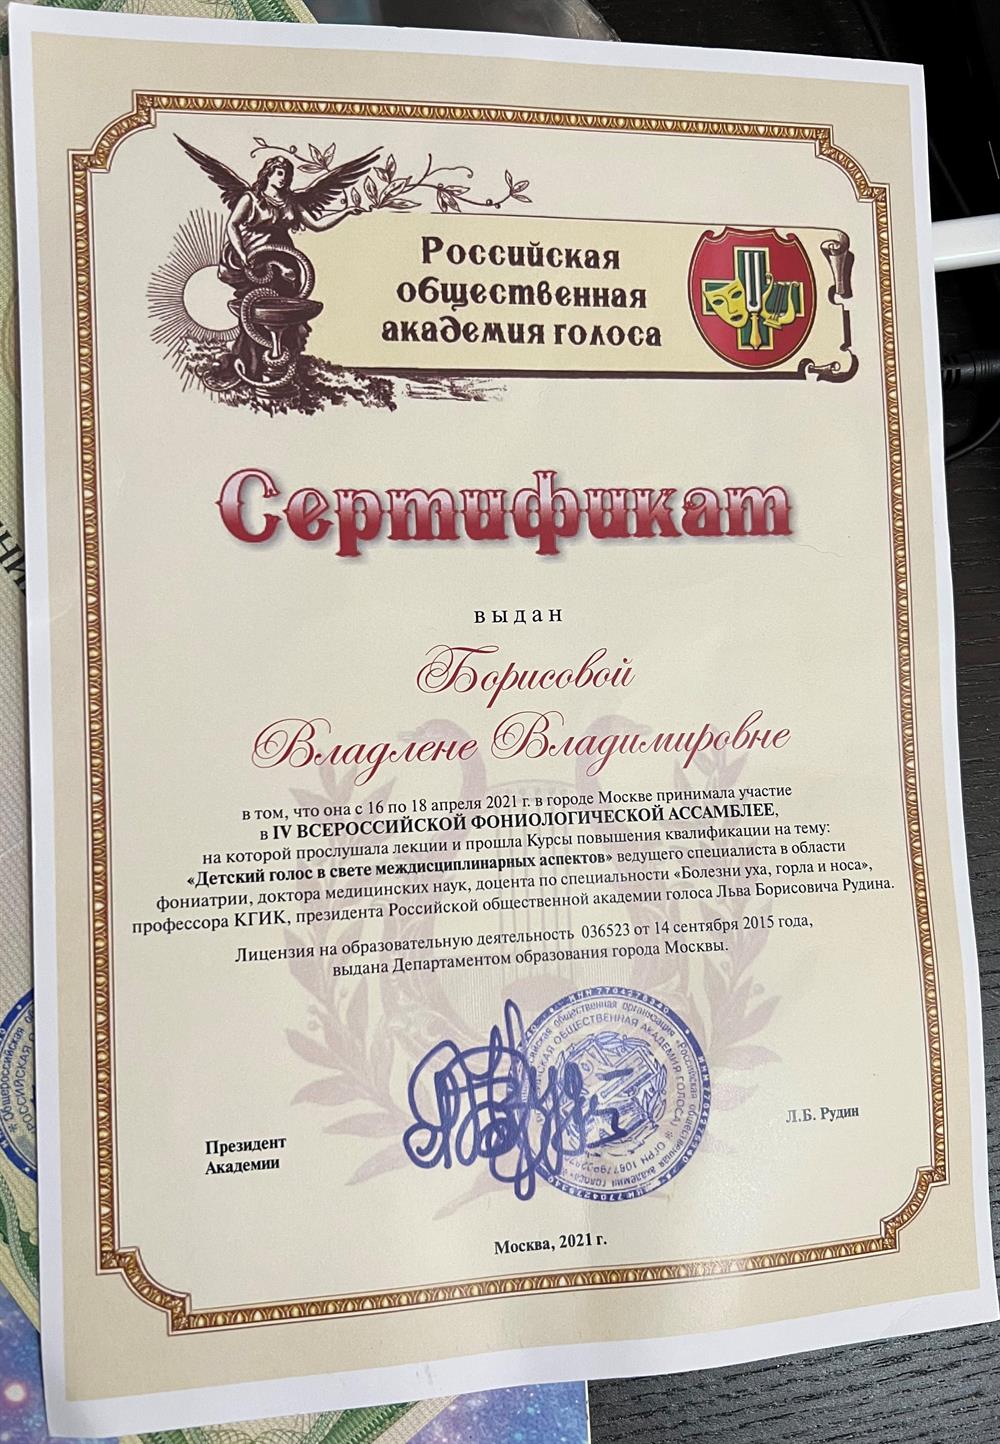 Российская
общественная
академия голоса
Сертификат
выдан
Борисовой
Владлене Владимировне
в том, что она с 16 по 18 апреля 2021 г. в городе Москве принимала участие
в IV ВСЕРОССИЙСКОЙ ФОНИОЛОГИЧЕСКОЙ АССАМБЛЕЕ,
на которой прослушала лекции и прошла Курсы повышения квалификации на тему:
«Детский голос в свете междисциплинарных аспектов» ведущего специалиста в области
фониатрии, доктора медицинских наук, доцента по специальности «Болезни уха, горла и носа»,
профессора КГИК, президента Российской общественной академии голоса Льва Борисовича Рудина.
Лицензия на образовательную деятельность 036523 от 14 сентября 2015 года,
выдана Департаментом образования города Москвы.
Президент
Академии
Л.Б. Рудин
Москва, 2021 г.